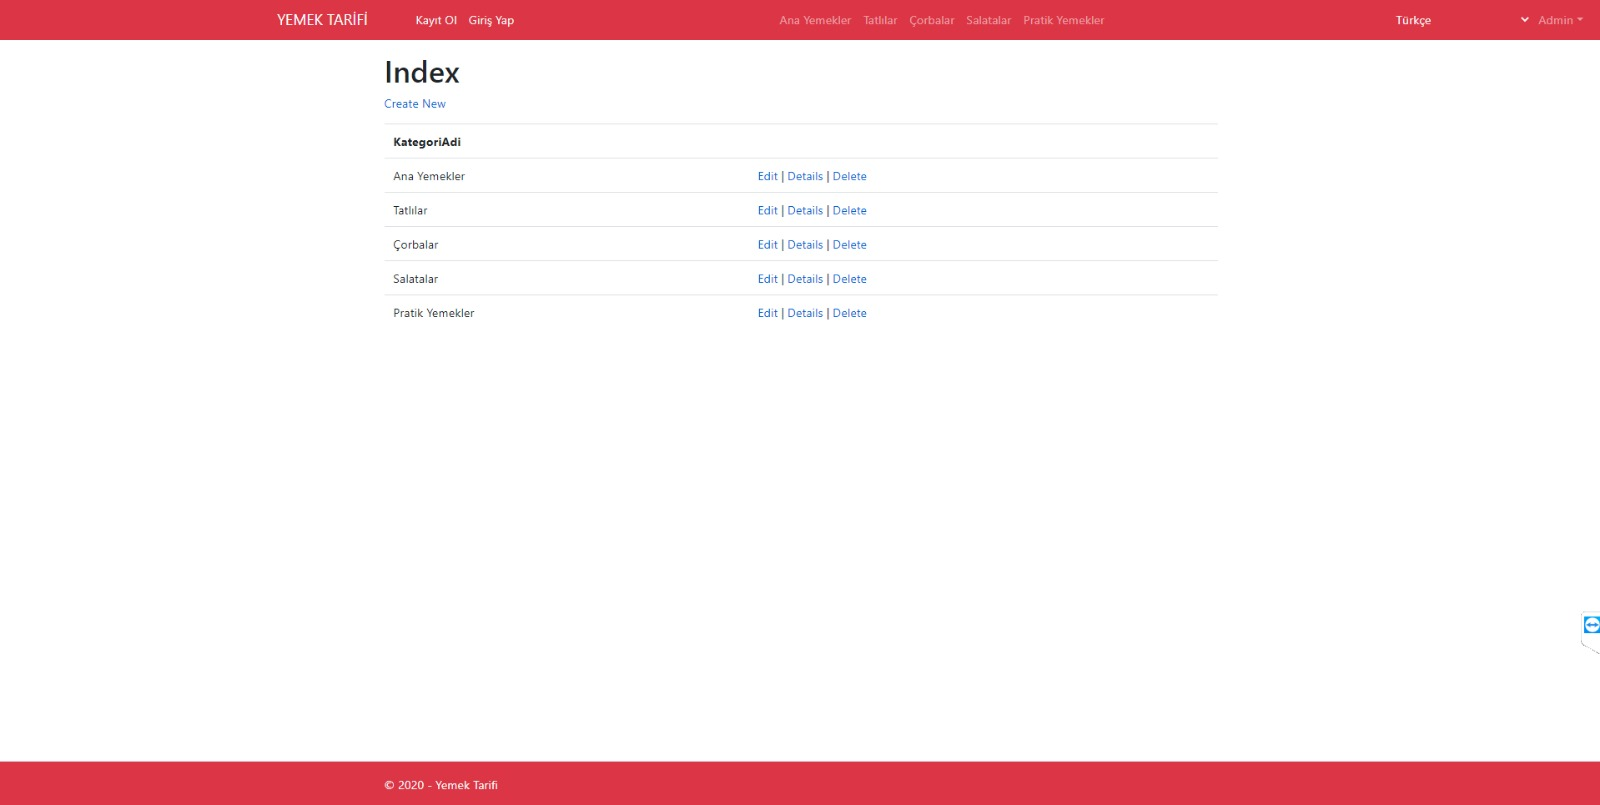 YEMEK TARİFİ Kayıt Ol Giriş Yap Ana Yemekler Tatlılar Çorbalar Salatalar Pratik Yemekler Türkçe Admin
Index
Create New
KategoriAdi
Ana Yemekler Edit | Details | Delete
Tatlılar Edit | Details | Delete
Çorbalar Edit | Details | Delete
Salatalar Edit | Details | Delete
Pratik Yemekler Edit | Details | Delete
© 2020 - Yemek Tarifi